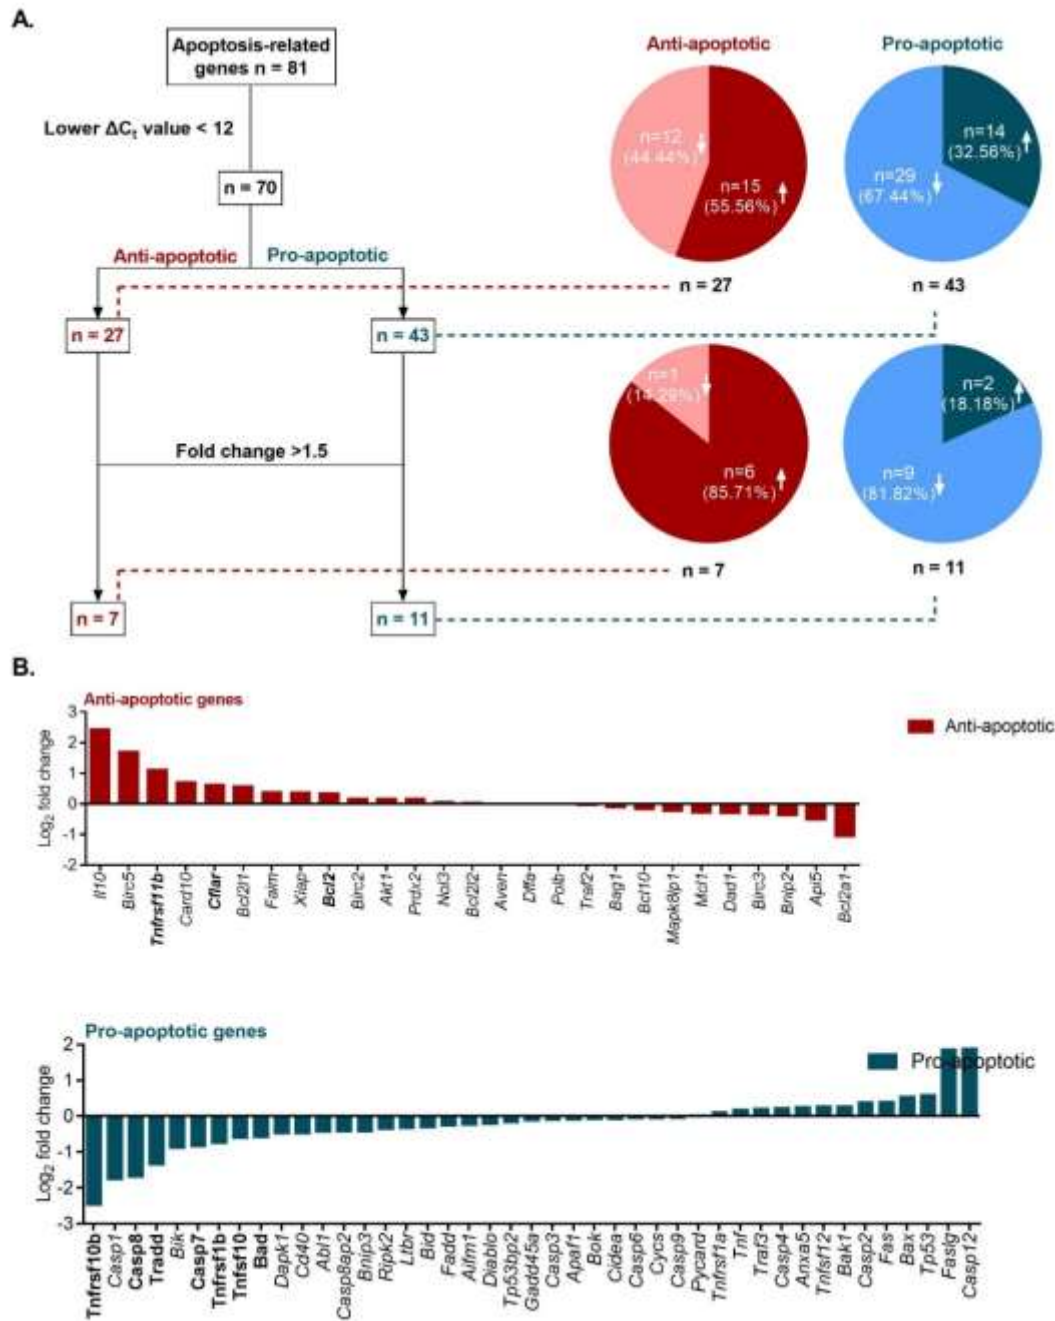 A.
Apoptosis-related
genes n = 81
Lower ΔCt value < 12
n = 70
Anti-apoptotic
Pro-apoptotic
n = 27
n = 43
Fold change >1.5
n = 7
n = 11
Anti-apoptotic
n=12
(44.44%)
n=15
(55.56%)
n = 27
Pro-apoptotic
n=14
(32.56%)
n=29
(67.44%)
n = 43
n=1
(14.29%)
n=6
(85.71%)
n = 7
n=2
(18.18%)
n=9
(81.82%)
n = 11
B.
Anti-apoptotic genes
Log2 fold change
3
2
1
0
-1
-2
Il10
Birc5
Tnfrsf11b
Card10
Cflar
Bcl2l1
Faim
Xiap
Bcl2
Birc2
Akt1
Prdx2
Nol3
Bcl2l2
Aven
Dffa
Polb
Traf2
Bag1
Bcl10
Mapk8ip1
Mcl1
Dad1
Birc3
Bnip2
Api5
Bcl2a1
Anti-apoptotic
Pro-apoptotic genes
Log2 fold change
2
1
0
-1
-2
-3
Tnfrsf10b
Casp1
Casp8
Tradd
Bik
Casp7
Tnfrsf1b
Tnfsf10
Bad
Dapk1
Cd40
Abl1
Casp8ap2
Bnip3
Ripk2
Ltbr
Bid
Fadd
Aifm1
Diablo
Tp53bp2
Gadd45a
Casp3
Apaf1
Bok
Cidea
Casp6
Cycs
Casp9
Pycard
Tnfrsf1a
Tnf
Traf3
Casp4
Anxa5
Tnfsf12
Bak1
Casp2
Fas
Bax
Tp53
Faslg
Casp12
Pro-apoptotic